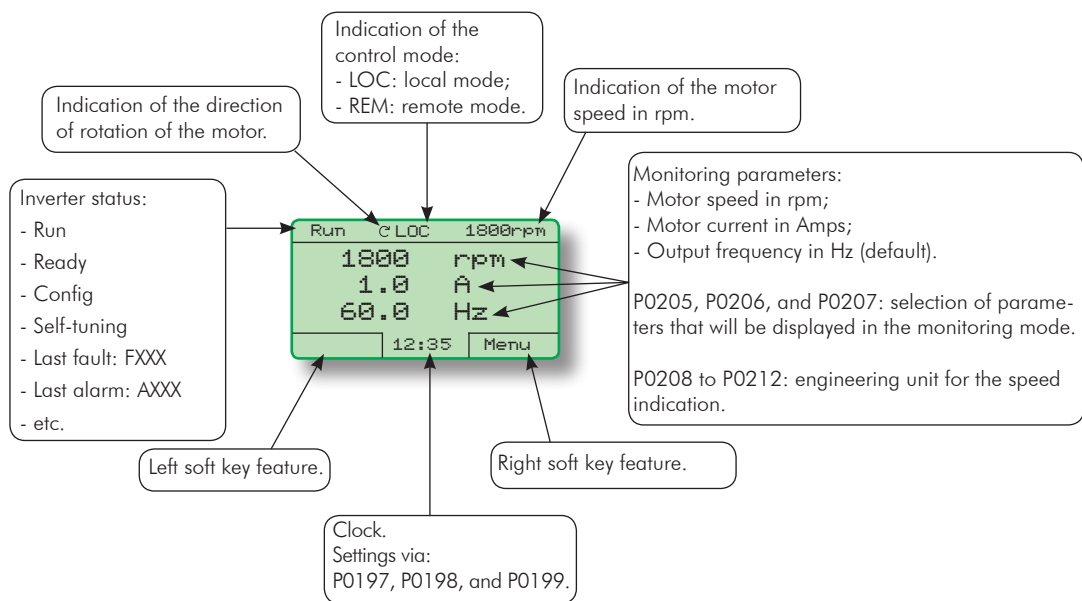 Indication of the
control mode:
- LOC: local mode;
- REM: remote mode.
Indication of the direction
of rotation of the motor.
Indication of the motor
speed in rpm.
Inverter status:
- Run
- Ready
- Config
- Self-tuning
- Last fault: FXXX
- Last alarm: AXXX
- etc.
Run LOC 1800rpm
1800 rpm
1.0 A
60.0 Hz
12:35 Menu
Monitoring parameters:
- Motor speed in rpm;
- Motor current in Amps;
- Output frequency in Hz (default).
P0205, P0206, and P0207: selection of parame-
ters that will be displayed in the monitoring mode.
P0208 to P0212: engineering unit for the speed
indication.
Left soft key feature.
Right soft key feature.
Clock.
Settings via:
P0197, P0198, and P0199.